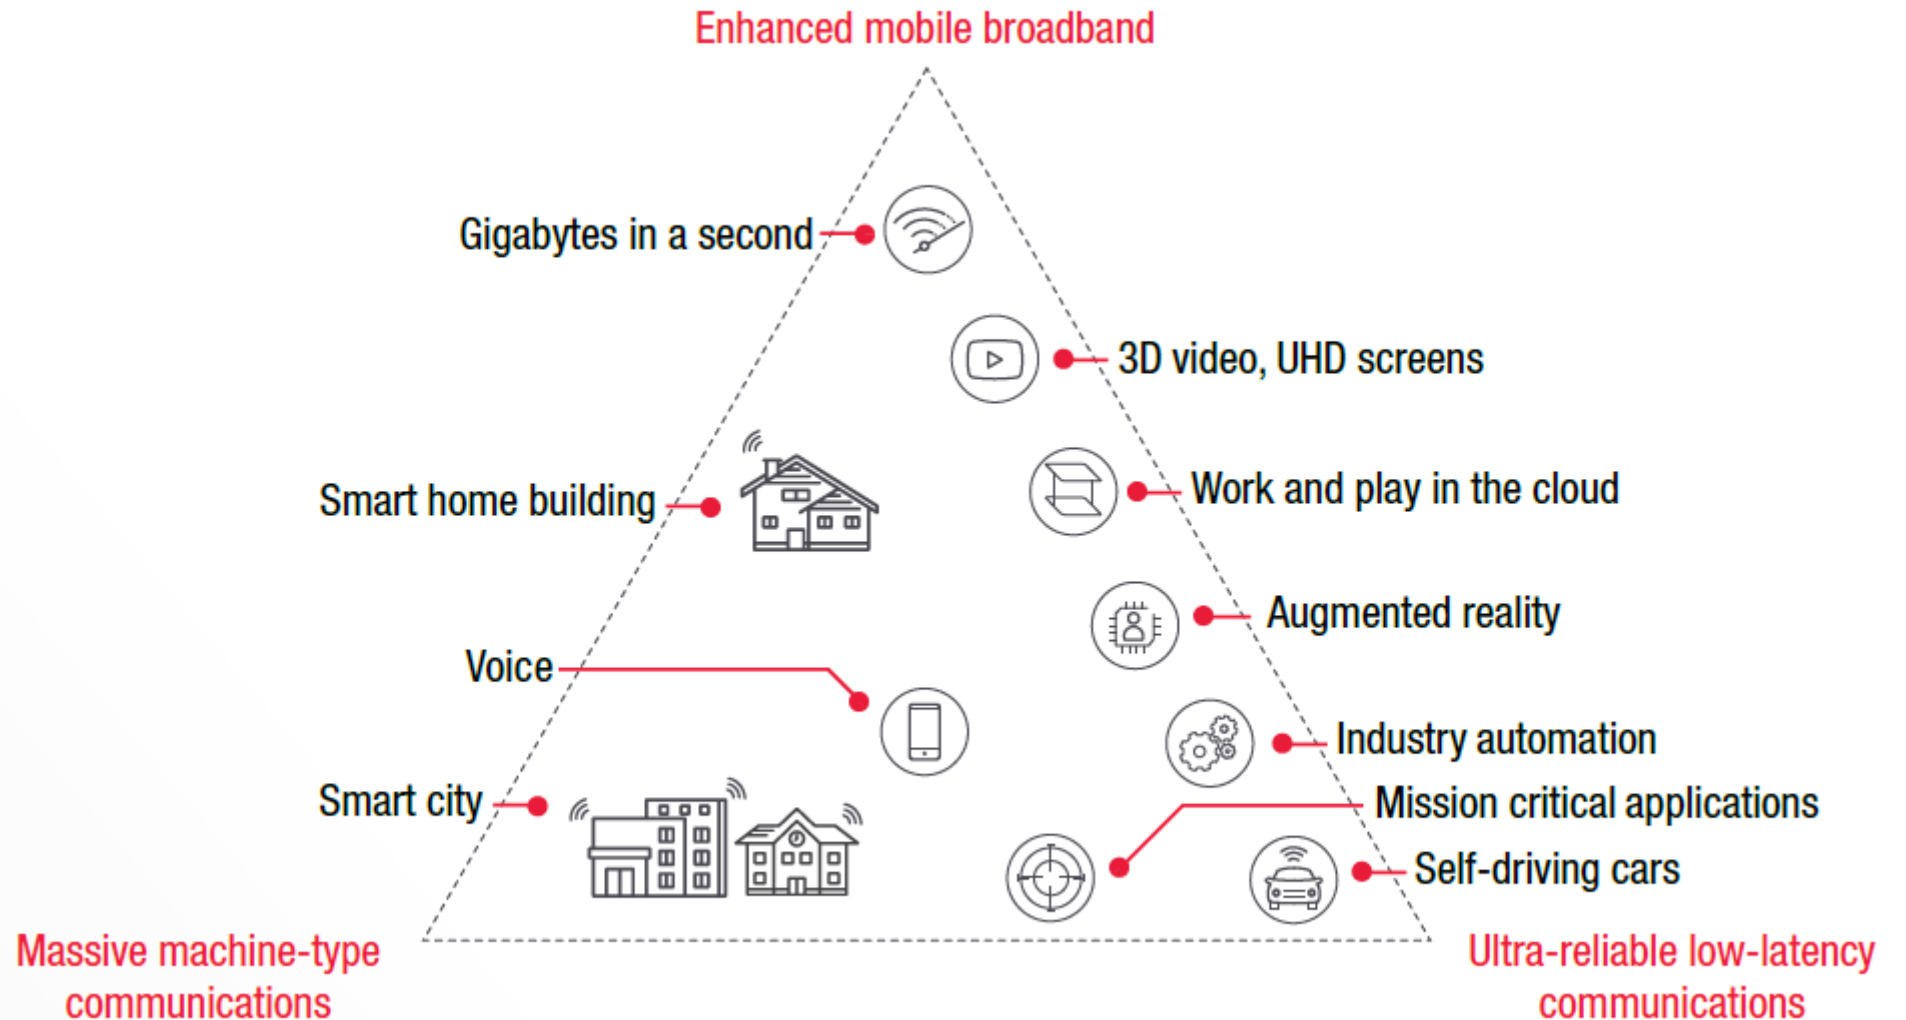 Enhanced mobile broadband
Gigabytes in a second
3D video, UHD screens
Work and play in the cloud
Smart home building
Augmented reality
Voice
Industry automation
Smart city
Mission critical applications
Self-driving cars
Massive machine-type
communications
Ultra-reliable low-latency
communications